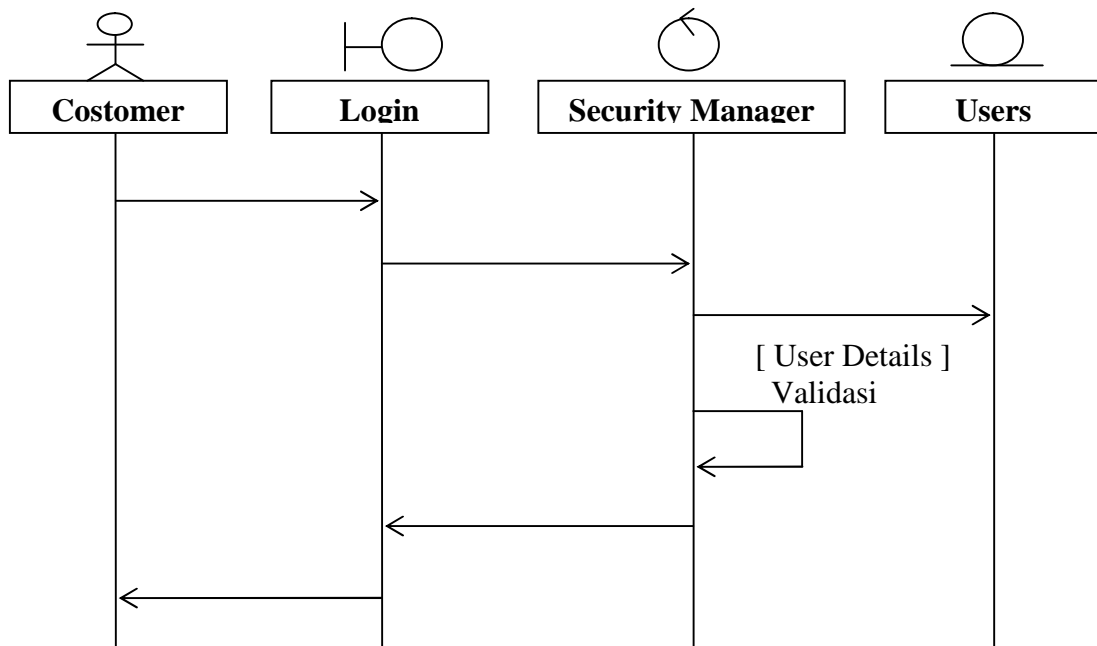 Costomer
Login
Security Manager
Users
[ User Details ]
Validasi